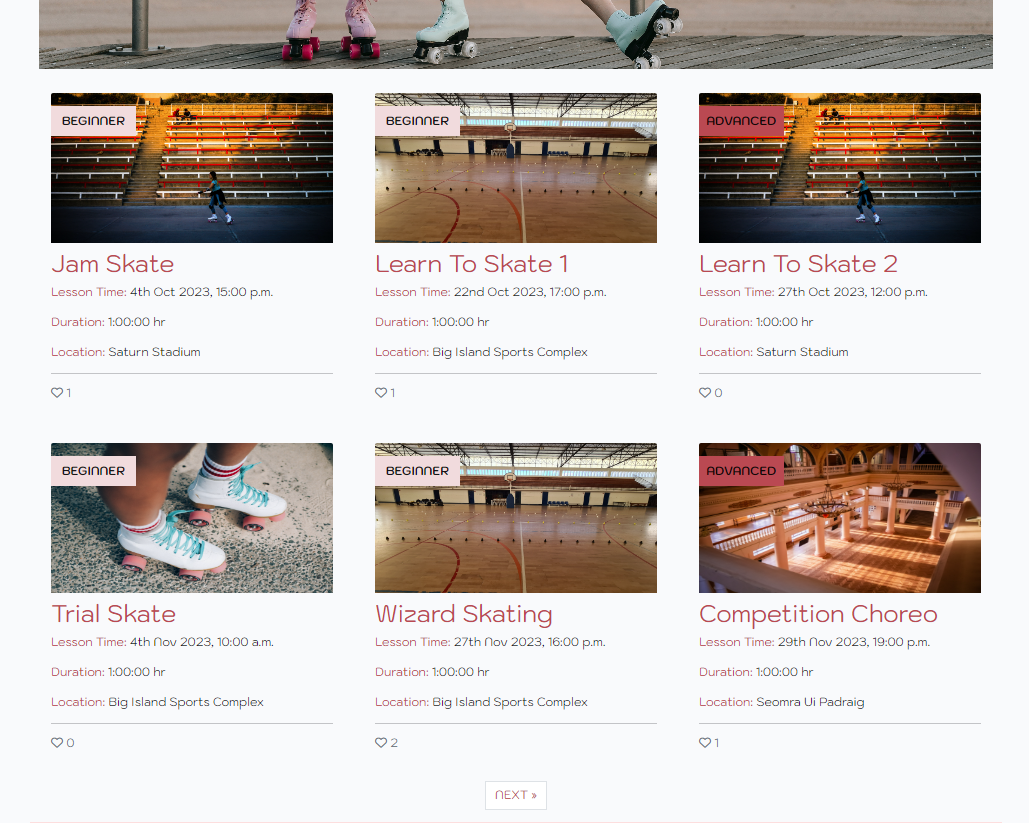 BEGINNER
Jam Skate
Lesson Time: 4th Oct 2023, 15:00 p.m.
Duration: 1:00:00 hr
Location: Saturn Stadium
1
BEGINNER
Learn To Skate 1
Lesson Time: 22nd Oct 2023, 17:00 p.m.
Duration: 1:00:00 hr
Location: Big Island Sports Complex
1
ADVANCED
Learn To Skate 2
Lesson Time: 27th Oct 2023, 12:00 p.m.
Duration: 1:00:00 hr
Location: Saturn Stadium
0
BEGINNER
Trial Skate
Lesson Time: 4th Nov 2023, 10:00 a.m.
Duration: 1:00:00 hr
Location: Big Island Sports Complex
0
BEGINNER
Wizard Skating
Lesson Time: 27th Nov 2023, 16:00 p.m.
Duration: 1:00:00 hr
Location: Big Island Sports Complex
2
ADVANCED
Competition Choreo
Lesson Time: 29th Nov 2023, 19:00 p.m.
Duration: 1:00:00 hr
Location: Seomra Ui Padraig
1
NEXT »